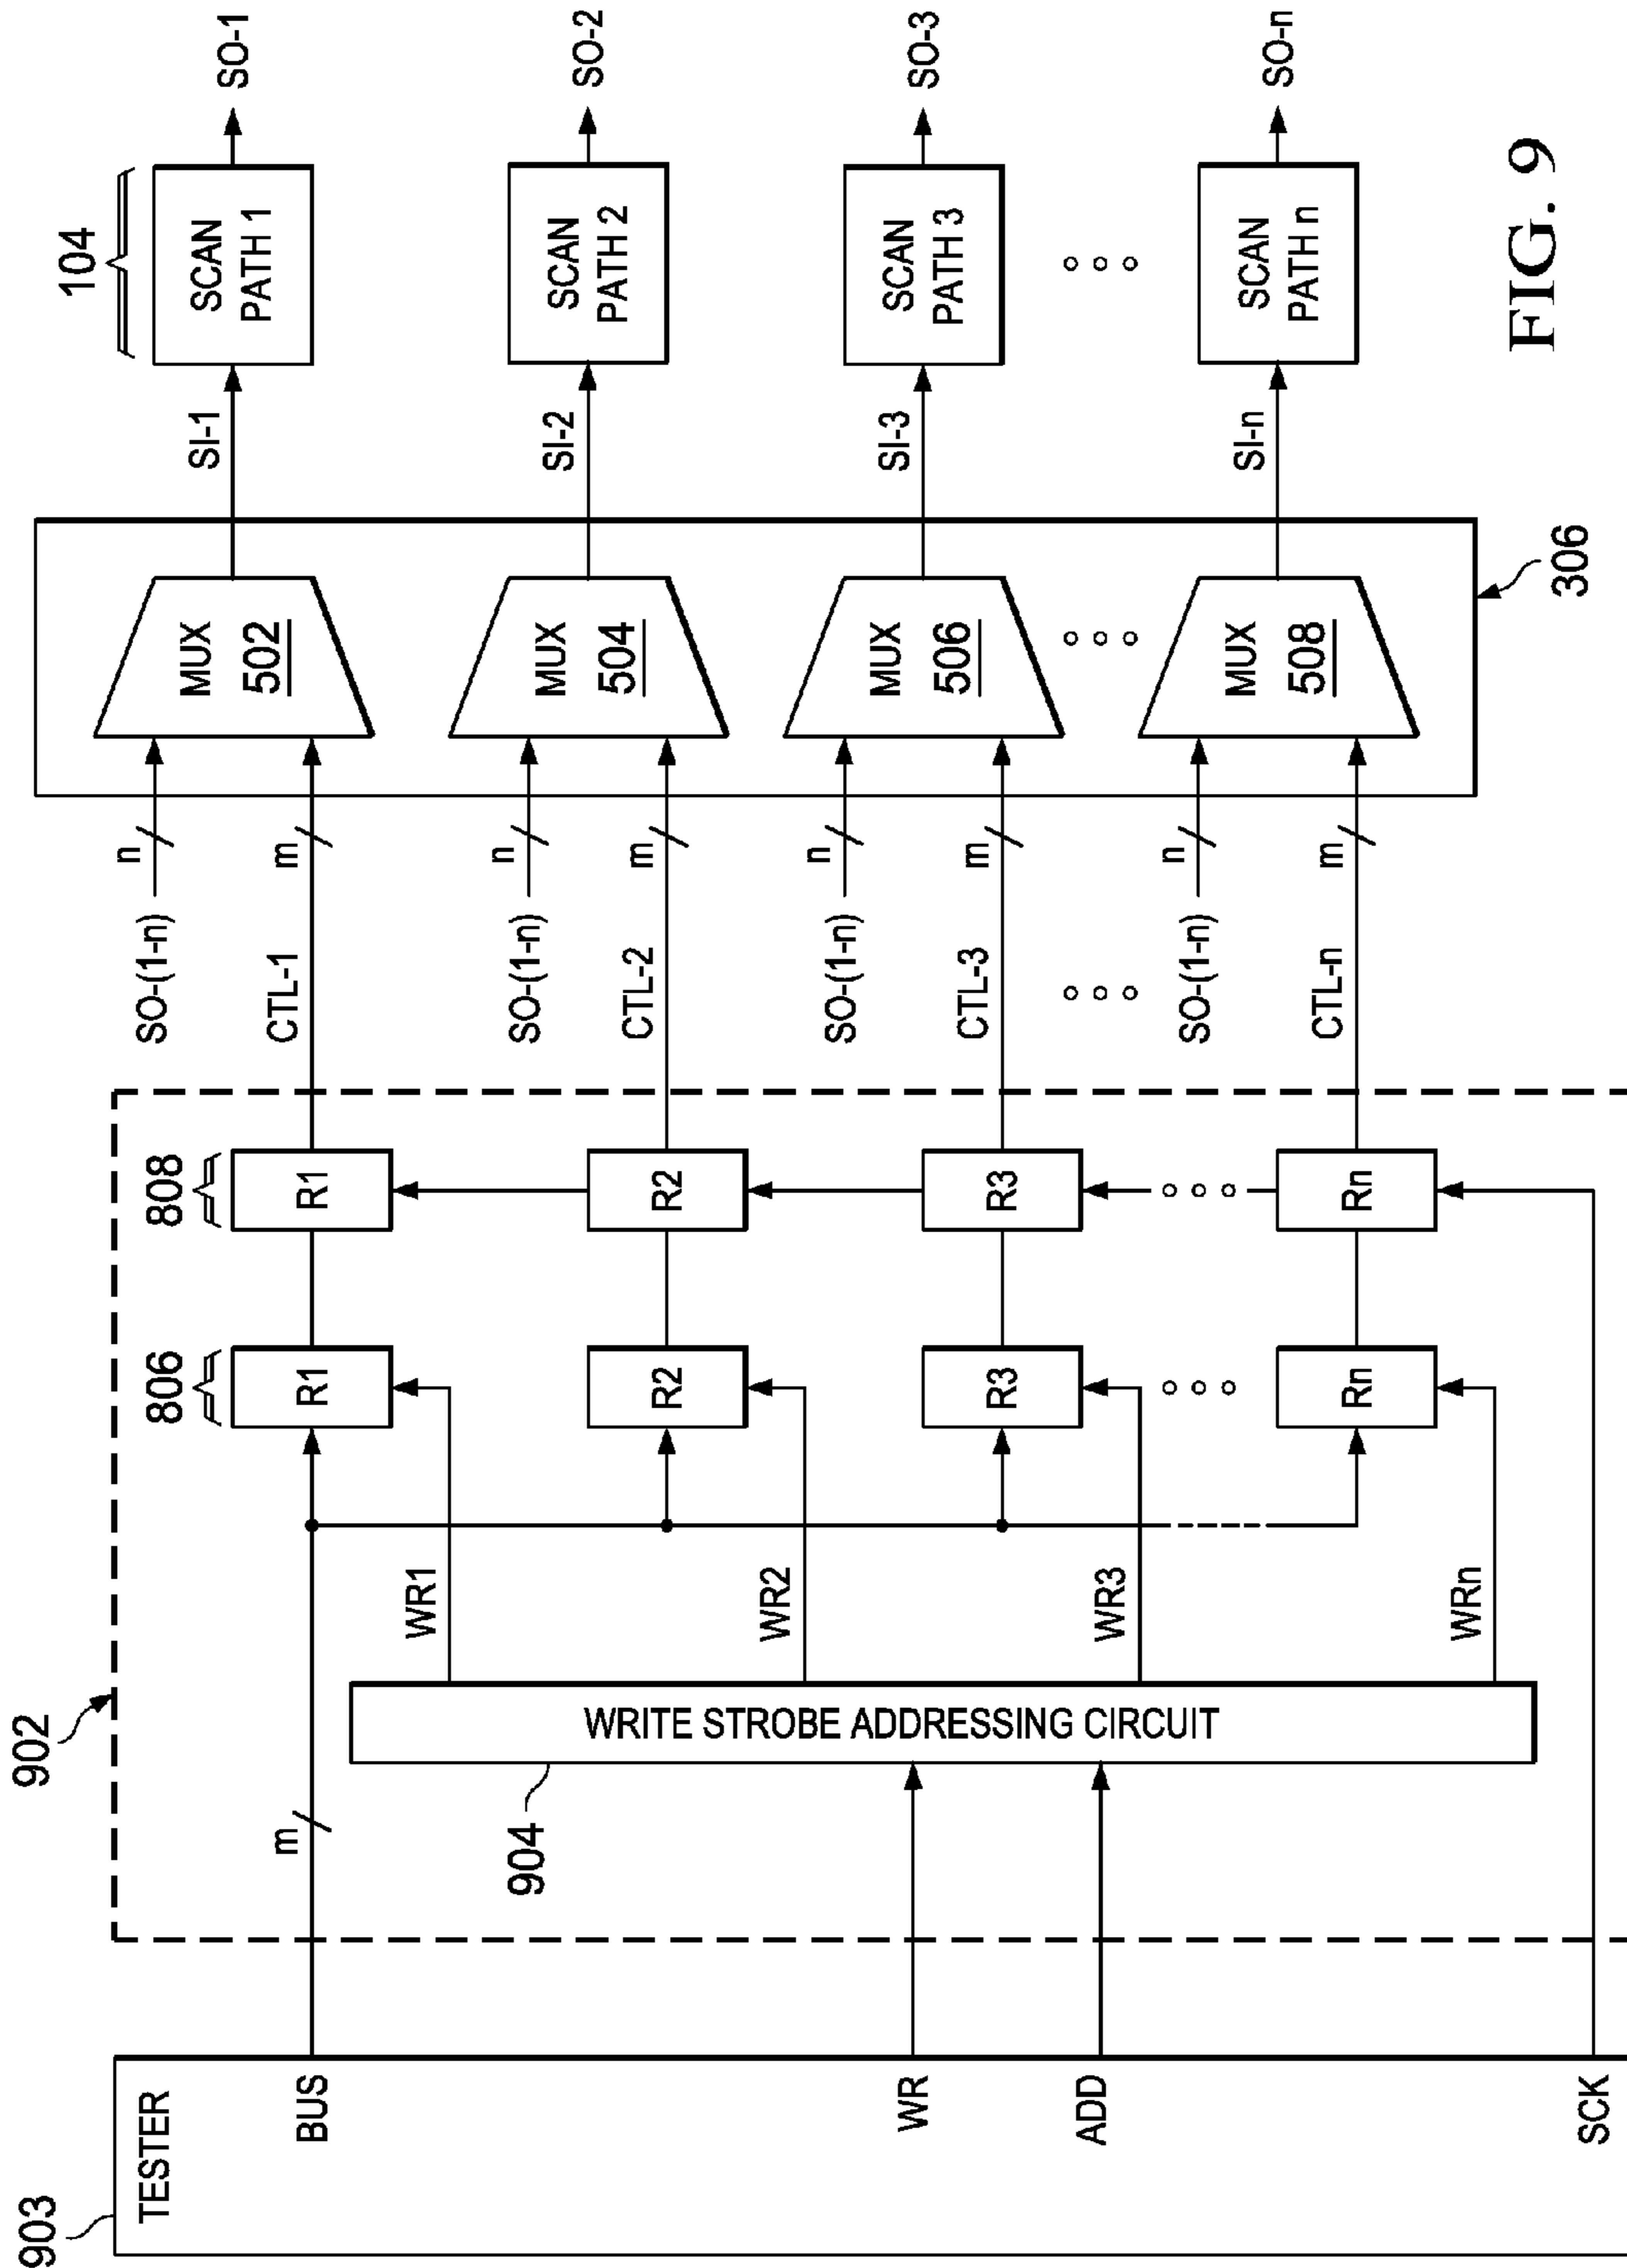 903
TESTER
BUS
WR
ADD
SCK
902
m
904
WRITE STROBE ADDRESSING CIRCUIT
WR1
WR2
WR3
WRn
806
R1
R2
R3
Rn
808
R1
R2
R3
Rn
SO-(1-n)
n
CTL-1
m
SO-(1-n)
n
CTL-2
m
SO-(1-n)
n
CTL-3
m
SO-(1-n)
n
CTL-n
m
MUX
502
MUX
504
MUX
506
MUX
508
306
SI-1
SI-2
SI-3
SI-n
104
SCAN
PATH 1
SCAN
PATH 2
SCAN
PATH 3
SCAN
PATH n
SO-1
SO-2
SO-3
SO-n
FIG. 9